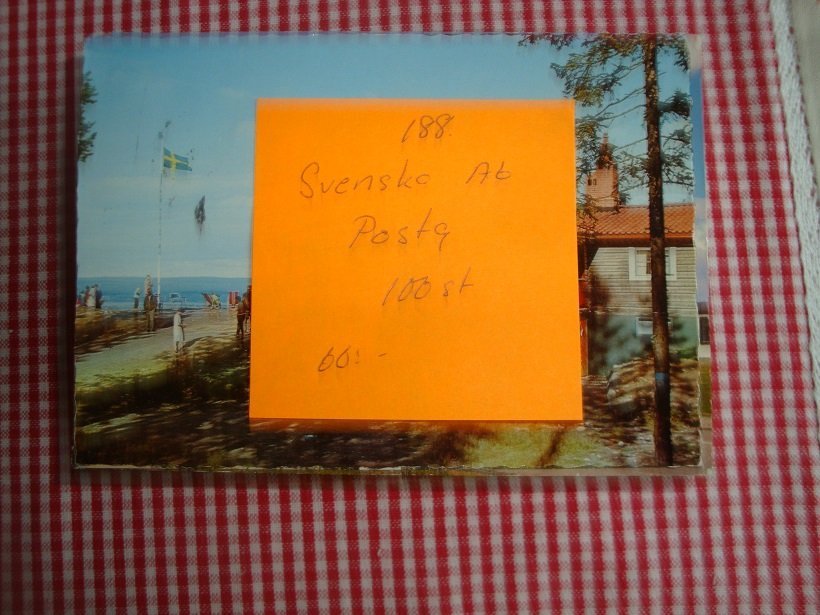 188.
Svenska Ab
Posta
100 st
60:-